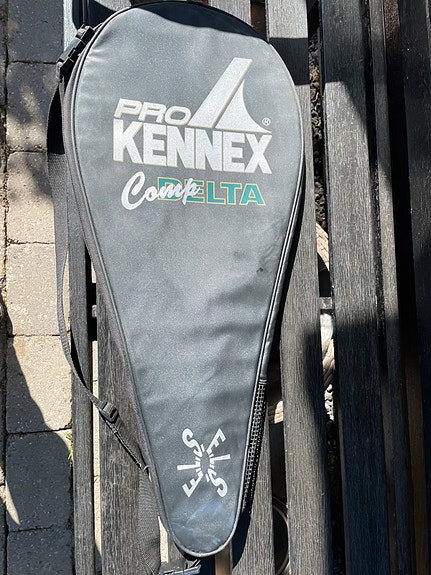 PRO
KENNEX®
Comp DELTA